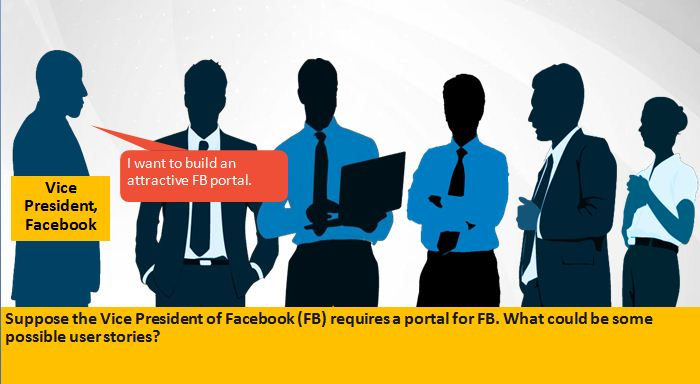 I want to build an
attractive FB portal.
Vice
President,
Facebook
Suppose the Vice President of Facebook (FB) requires a portal for FB. What could be some
possible user stories?